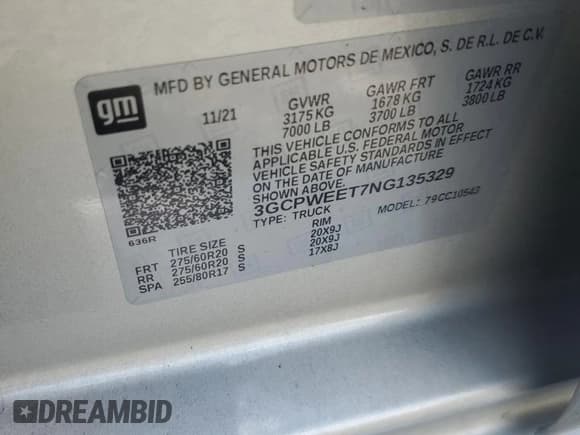 gm
MFD BY GENERAL MOTORS DE MEXICO, S. DE R.L. DE C.V.
11/21 GVWR GAWR FRT GAWR RR
3175 KG 1678 KG 1724 KG
7000 LB 3700 LB 3800 LB
THIS VEHICLE CONFORMS TO ALL
APPLICABLE U.S. FEDERAL MOTOR
VEHICLE SAFETY STANDARDS IN EFFECT
ON THE DATE OF MANUFACTURE
SHOWN ABOVE.
3GCPWEET7NG135329
TYPE: TRUCK MODEL: 79CC10543
636R
TIRE SIZE RIM
FRT 275/60R20 S 20X9J
RR 275/60R20 S 20X9J
SPA 255/80R17 S 17X8J
DREAMBID